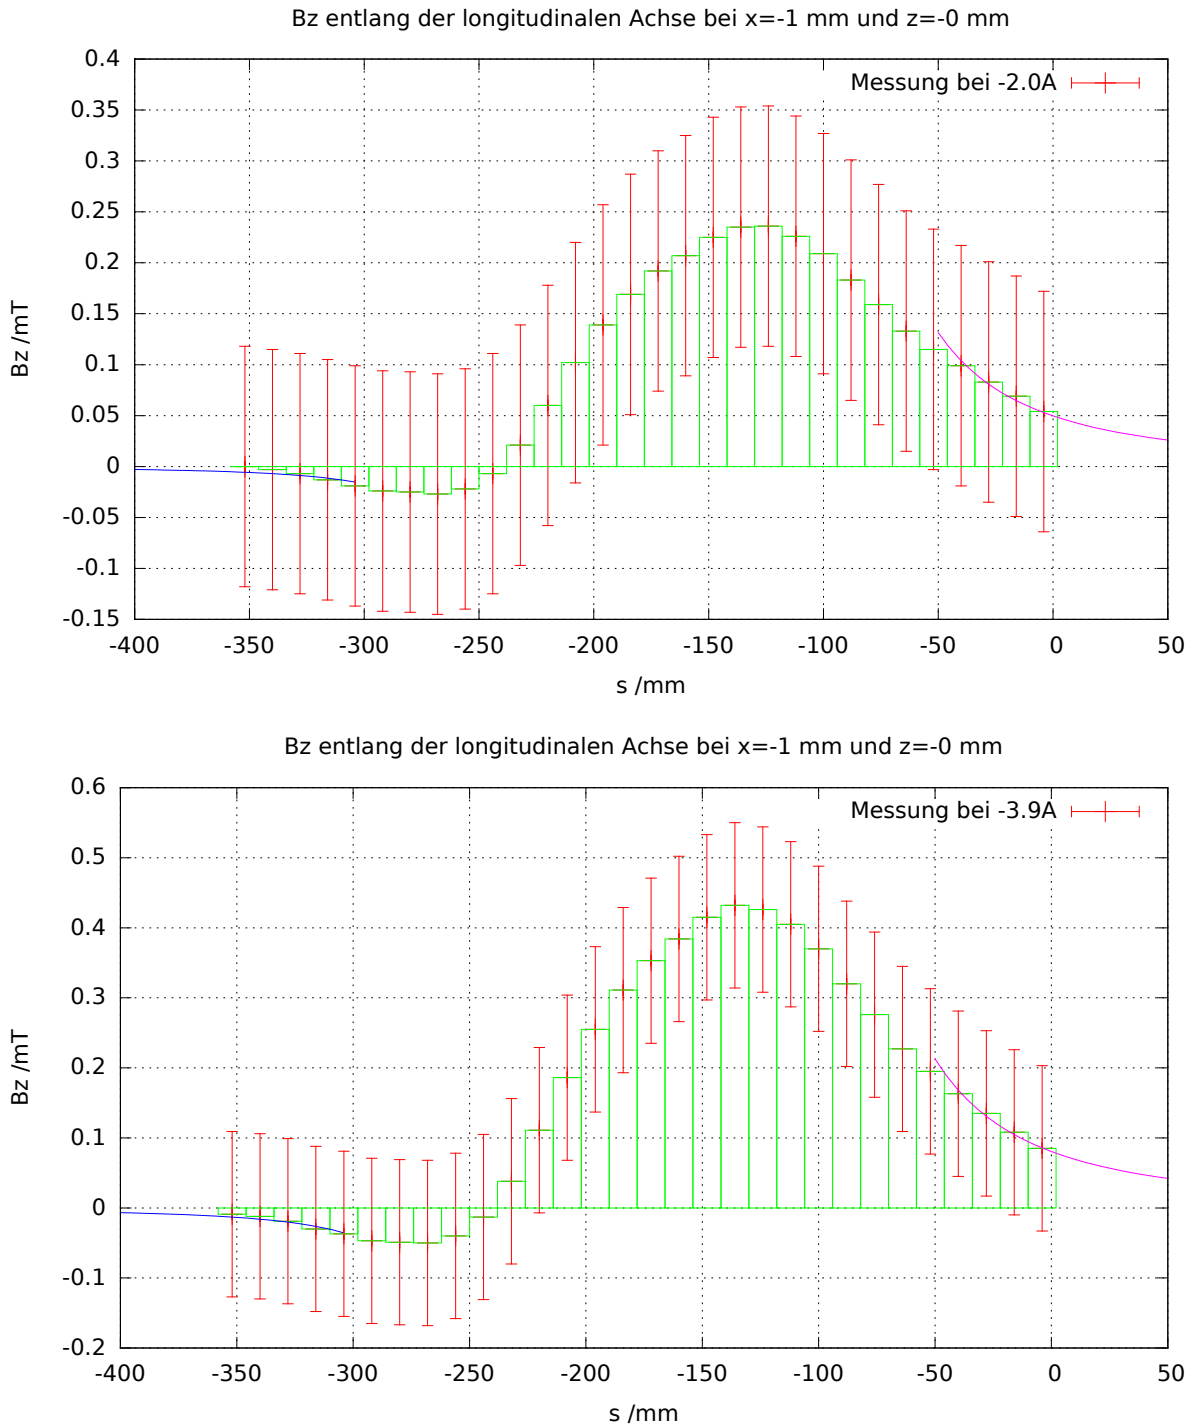 Bz entlang der longitudinalen Achse bei x=-1 mm und z=-0 mm
0.4
Messung bei -2.0A
0.35
0.3
0.25
0.2
0.15
Bz /mT
0.1
0.05
0
-0.05
-0.1
-0.15
-400 -350 -300 -250 -200 -150 -100 -50 0 50
s /mm
Bz entlang der longitudinalen Achse bei x=-1 mm und z=-0 mm
0.6
Messung bei -3.9A
0.5
0.4
0.3
0.2
Bz /mT
0.1
0
-0.1
-0.2
-400 -350 -300 -250 -200 -150 -100 -50 0 50
s /mm